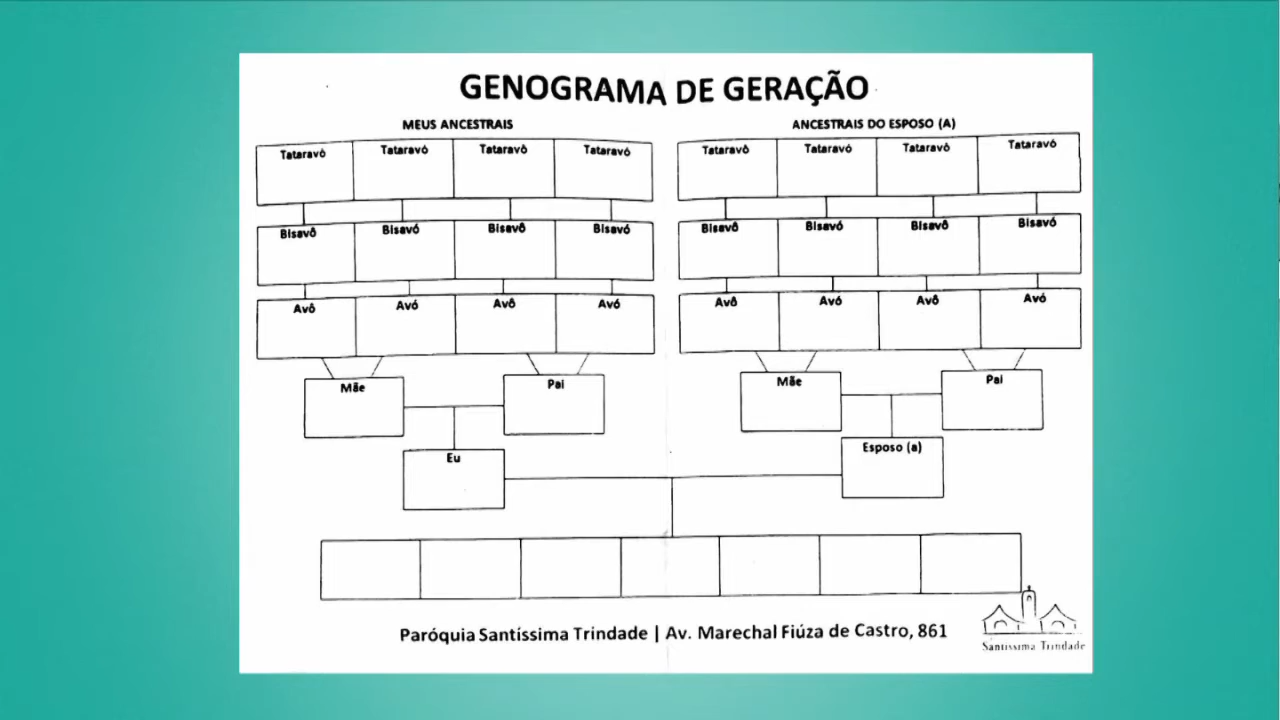 GENOGRAMA DE GERAÇÃO
MEUS ANCESTRAIS
ANCESTRAIS DO ESPOSO (A)
Tataravô Tataravó Tataravô Tataravó
Tataravô Tataravó Tataravô Tataravó
Bisavô Bisavó Bisavô Bisavó
Bisavô Bisavó Bisavô Bisavó
Avô Avó Avô Avó
Avô Avó Avô Avó
Mãe Pai
Mãe Pai
Eu
Esposo (a)
Paróquia Santíssima Trindade | Av. Marechal Fiúza de Castro, 861
Santíssima Trindade